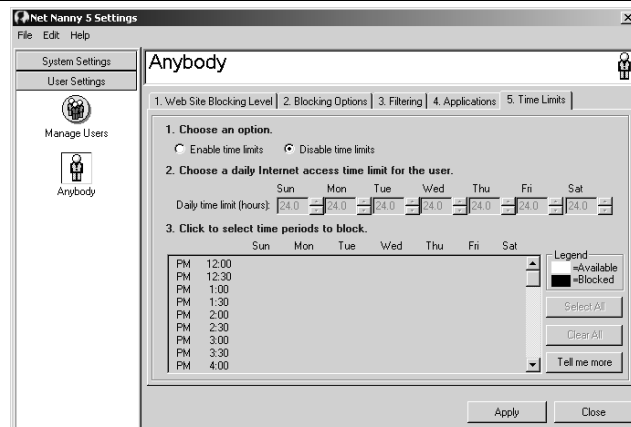 Net Nanny 5 Settings
File Edit Help
System Settings
User Settings
Manage Users
Anybody
Anybody
1. Web Site Blocking Level 2. Blocking Options 3. Filtering 4. Applications 5. Time Limits
1. Choose an option.
Enable time limits Disable time limits
2. Choose a daily Internet access time limit for the user.
Sun Mon Tue Wed Thu Fri Sat
Daily time limit (hours): 24.0 24.0 24.0 24.0 24.0 24.0 24.0
3. Click to select time periods to block.
Sun Mon Tue Wed Thu Fri Sat
PM 12:00
PM 12:30
PM 1:00
PM 1:30
PM 2:00
PM 2:30
PM 3:00
PM 3:30
PM 4:00
Legend
=Available
=Blocked
Select All
Clear All
Tell me more
Apply Close